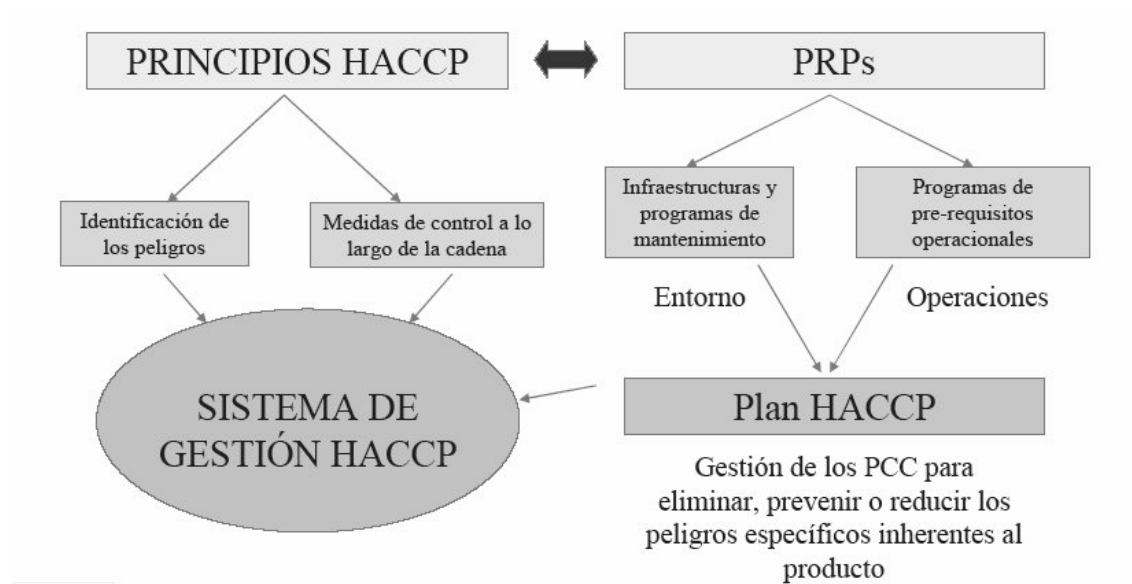 PRINCIPIOS HACCP
PRPs
Identificación de
los peligros
Medidas de control a lo
largo de la cadena
Infraestructuras y
programas de
mantenimiento
Programas de
pre-requisitos
operacionales
Entorno
Operaciones
SISTEMA DE
GESTIÓN HACCP
Plan HACCP
Gestión de los PCC para
eliminar, prevenir o reducir los
peligros específicos inherentes al
producto